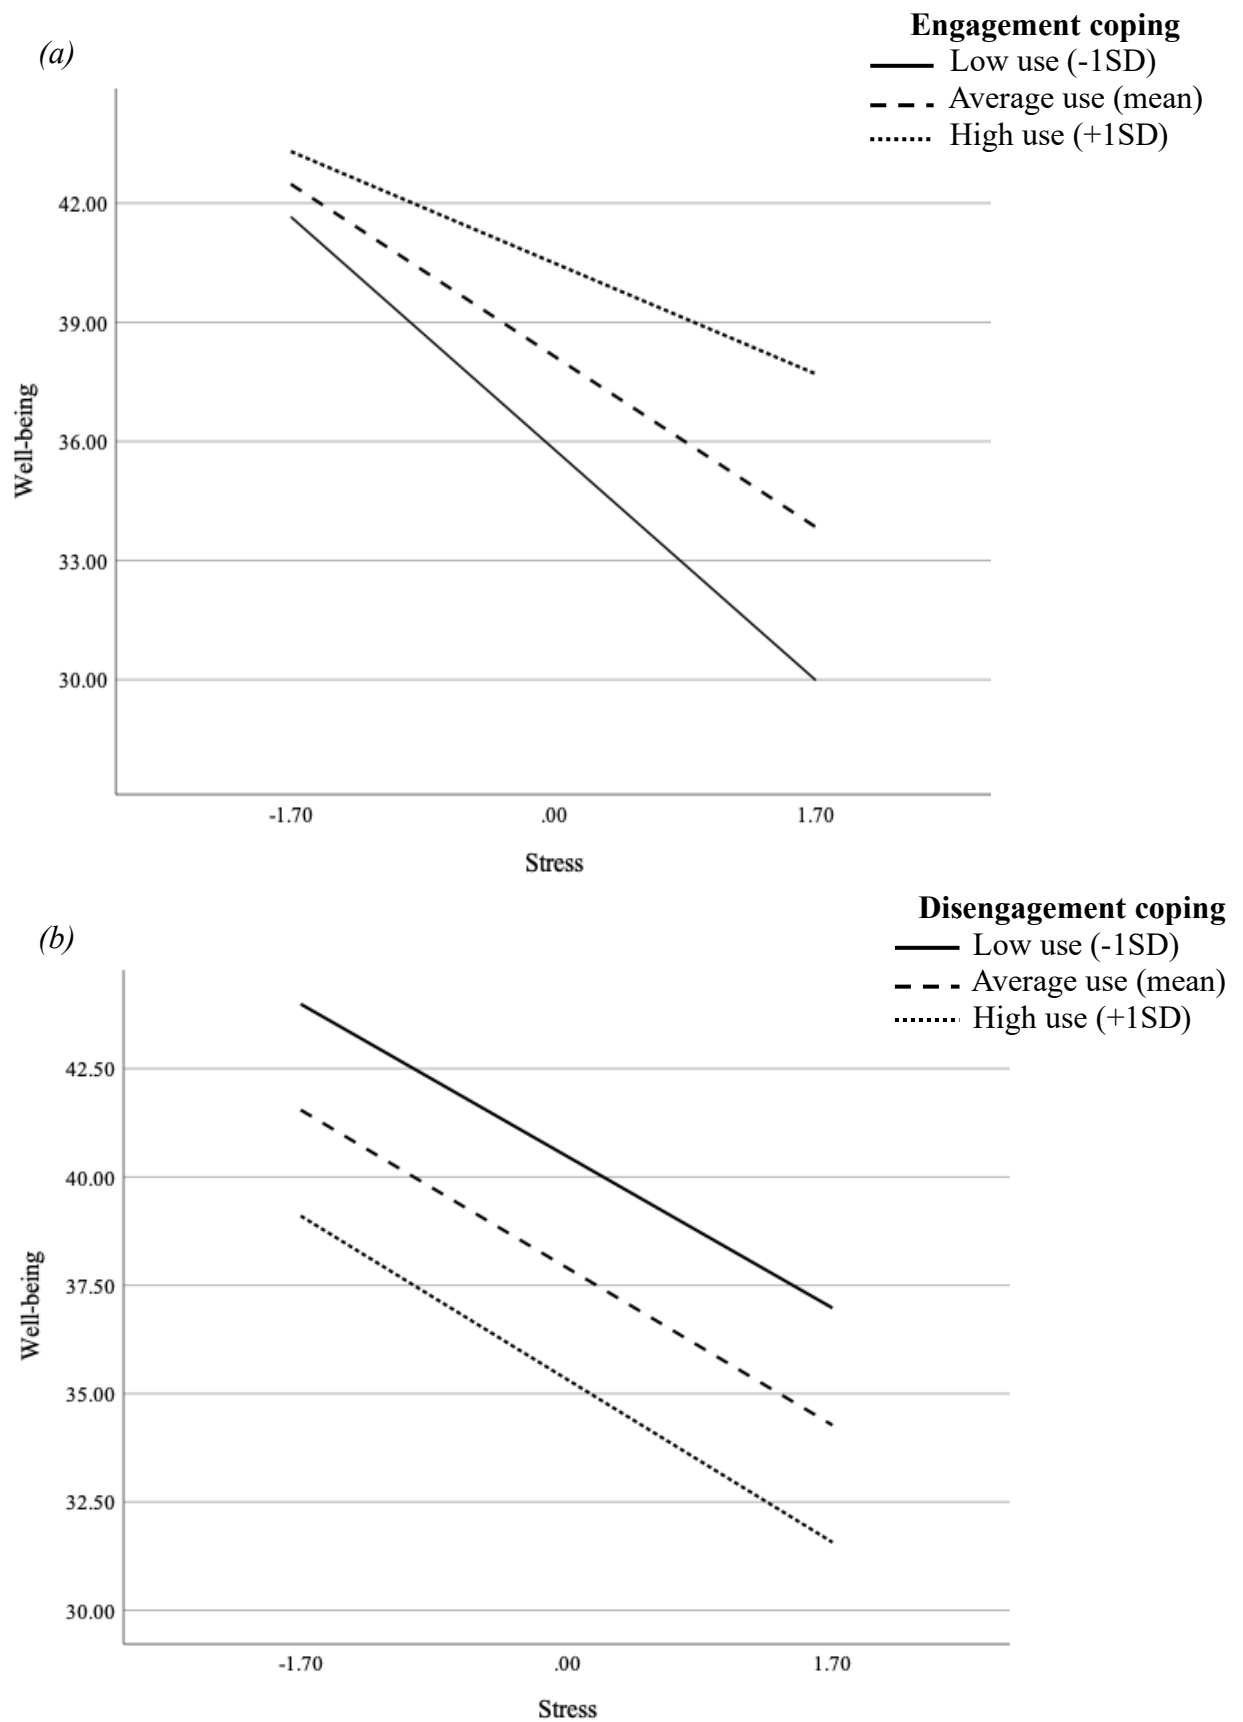 (a)
Engagement coping
Low use (-1SD)
Average use (mean)
High use (+1SD)
42.00
39.00
36.00
33.00
30.00
Well-being
-1.70 .00 1.70
Stress
(b)
Disengagement coping
Low use (-1SD)
Average use (mean)
High use (+1SD)
42.50
40.00
37.50
35.00
32.50
30.00
Well-being
-1.70 .00 1.70
Stress